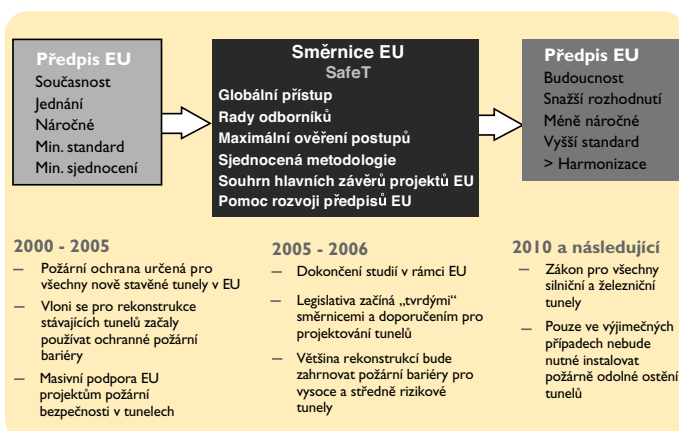 Předpis EU
Současnost
Jednání
Náročné
Min. standard
Min. sjednocení
Směrnice EU
SafeT
Globální přístup
Rady odborníků
Maximální ověření postupů
Sjednocená metodologie
Souhrn hlavních závěrů projektů EU
Pomoc rozvoji předpisů EU
Předpis EU
Budoucnost
Snažší rozhodnutí
Méně náročné
Vyšší standard
> Harmonizace
2000 - 2005
— Požární ochrana určená pro
všechny nově stavěné tunely v EU
— Vloni se pro rekonstrukce
stávajících tunelů začaly
používat ochranné požární
bariéry
— Masivní podpora EU
projektům požární
bezpečnosti v tunelech
2005 - 2006
— Dokončení studií v rámci EU
— Legislativa začíná „tvrdými“
směrnicemi a doporučením pro
projektování tunelů
— Většina rekonstrukcí bude
zahrnovat požární bariéry pro
vysoce a středně rizikové
tunely
2010 a následující
— Zákon pro všechny
silniční a železniční
tunely
— Pouze ve výjimečných
případech nebude
nutné instalovat
požárně odolné ostění
tunelů